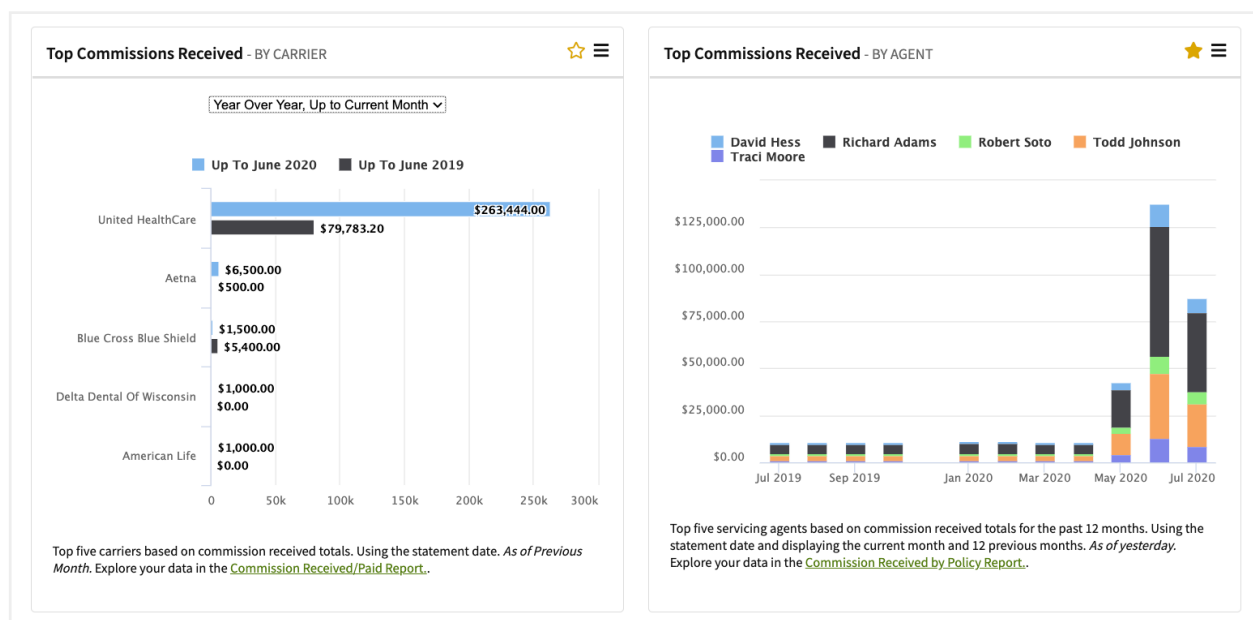 Top Commissions Received - BY CARRIER
Year Over Year, Up to Current Month
Up To June 2020 Up To June 2019
United HealthCare
$263,444.00
$79,783.20
Aetna
$6,500.00
$500.00
Blue Cross Blue Shield
$1,500.00
$5,400.00
Delta Dental Of Wisconsin
$1,000.00
$0.00
American Life
$1,000.00
$0.00
0 50k 100k 150k 200k 250k 300k
Top five carriers based on commission received totals. Using the statement date. As of Previous
Month. Explore your data in the Commission Received/Paid Report..
Top Commissions Received - BY AGENT
David Hess Richard Adams Robert Soto Todd Johnson
Traci Moore
$125,000.00
$100,000.00
$75,000.00
$50,000.00
$25,000.00
$0.00
Jul 2019 Sep 2019 Jan 2020 Mar 2020 May 2020 Jul 2020
Top five servicing agents based on commission received totals for the past 12 months. Using the
statement date and displaying the current month and 12 previous months. As of yesterday.
Explore your data in the Commission Received by Policy Report..